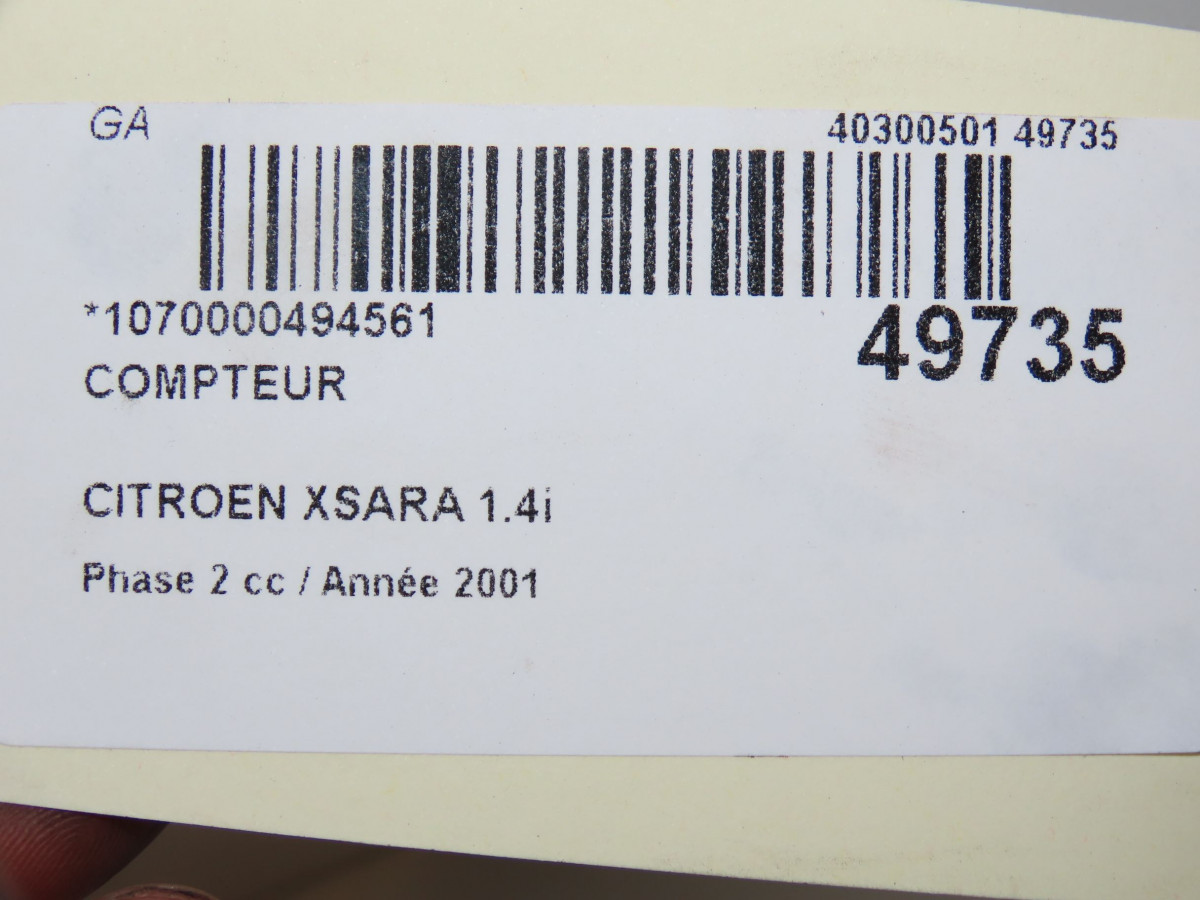 GA
40300501 49735
*1070000494561
49735
COMPTEUR
CITROEN XSARA 1.4i
Phase 2 cc / Année 2001